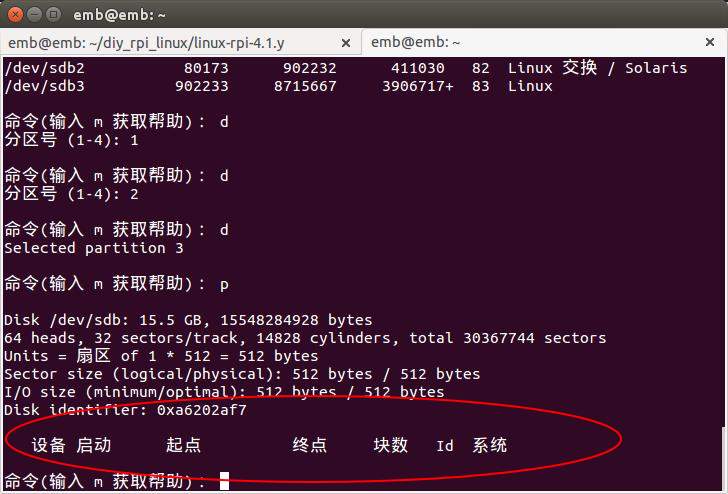 emb@emb: ~
emb@emb: ~/diy_rpi_linux/linux-rpi-4.1.y
emb@emb: ~
/dev/sdb2 80173 902232 411030 82 Linux 交换 / Solaris
/dev/sdb3 902233 8715667 3906717+ 83 Linux
命令(输入 m 获取帮助)： d
分区号 (1-4): 1
命令(输入 m 获取帮助)： d
分区号 (1-4): 2
命令(输入 m 获取帮助)： d
Selected partition 3
命令(输入 m 获取帮助)： p
Disk /dev/sdb: 15.5 GB, 15548284928 bytes
64 heads, 32 sectors/track, 14828 cylinders, total 30367744 sectors
Units = 扇区 of 1 * 512 = 512 bytes
Sector size (logical/physical): 512 bytes / 512 bytes
I/O size (minimum/optimal): 512 bytes / 512 bytes
Disk identifier: 0xa6202af7
设备 启动 起点 终点 块数 Id 系统
命令(输入 m 获取帮助)：